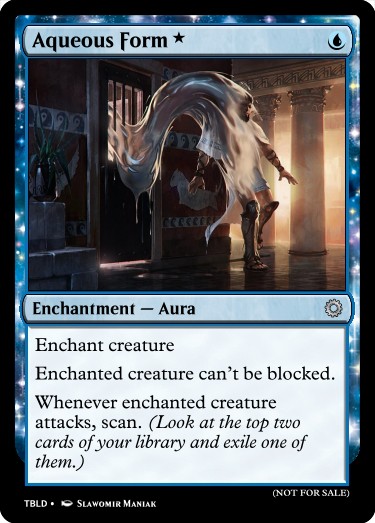 Aqueous Form ★
Enchantment — Aura
Enchant creature
Enchanted creature can't be blocked.
Whenever enchanted creature
attacks, scan. (Look at the top two
cards of your library and exile one of
them.)
(NOT FOR SALE)
TBLD • Slawomir Maniak